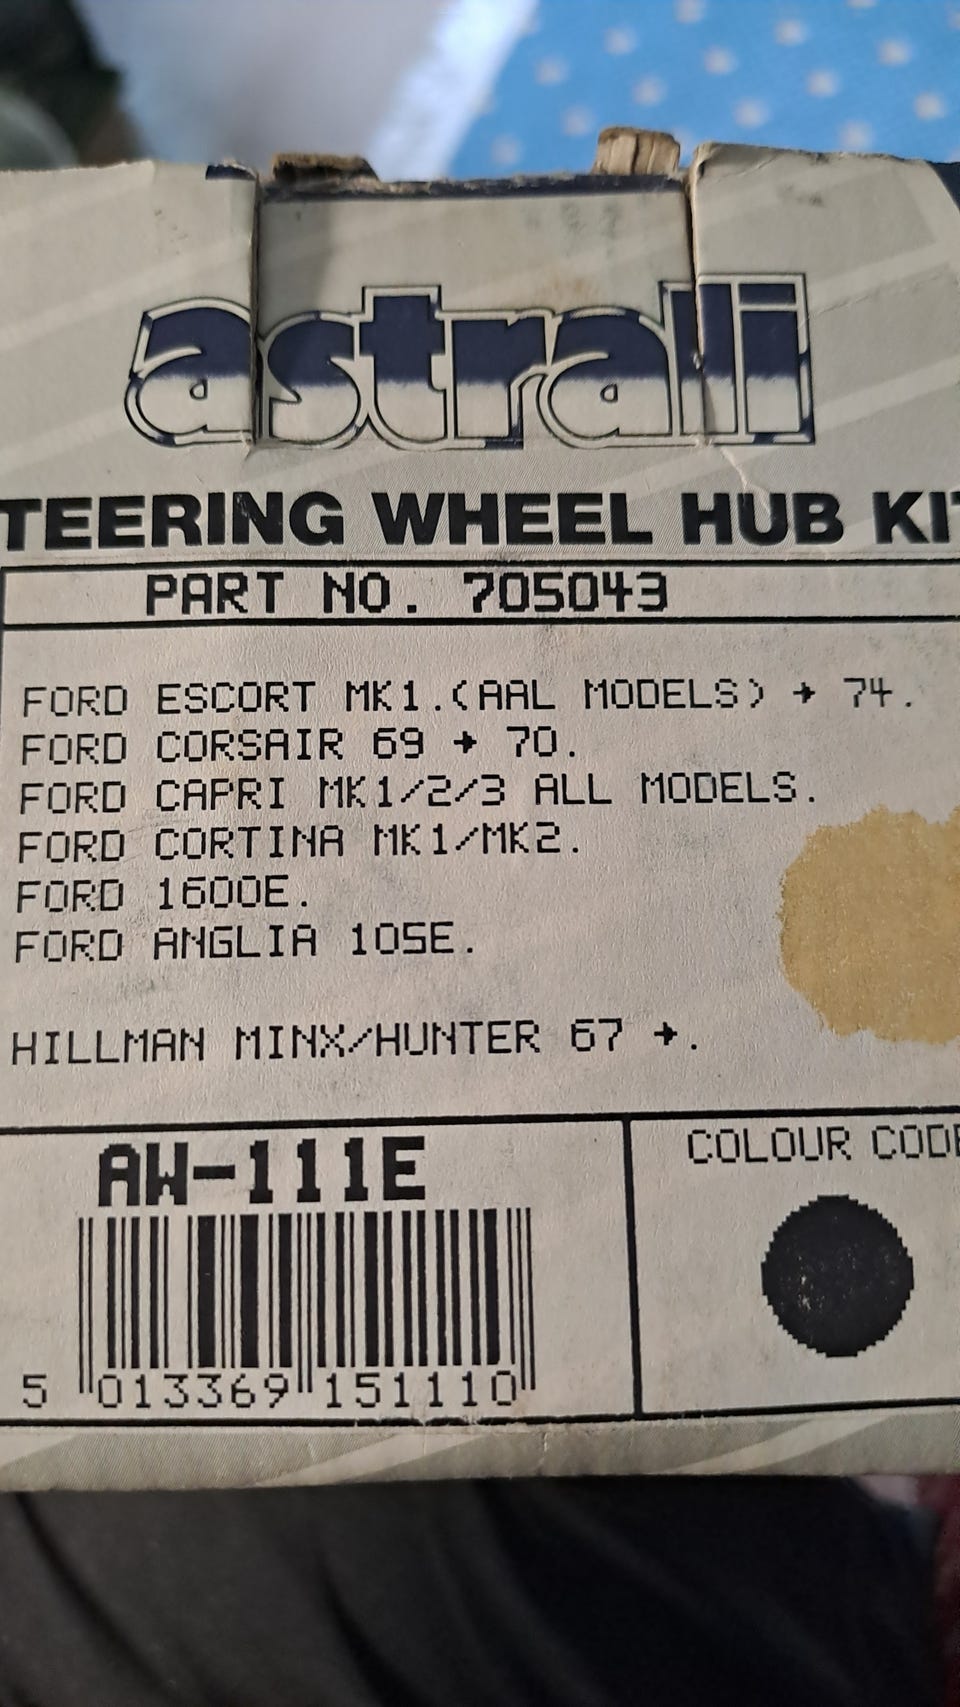 astrali
TEERING WHEEL HUB KIT
PART NO. 705043
FORD ESCORT MK1.(AAL MODELS) → 74.
FORD CORSAIR 69 → 70.
FORD CAPRI MK1/2/3 ALL MODELS.
FORD CORTINA MK1/MK2.
FORD 1600E.
FORD ANGLIA 105E.
HILLMAN MINX/HUNTER 67 →.
AW-111E
COLOUR CODE
5 013369 151110